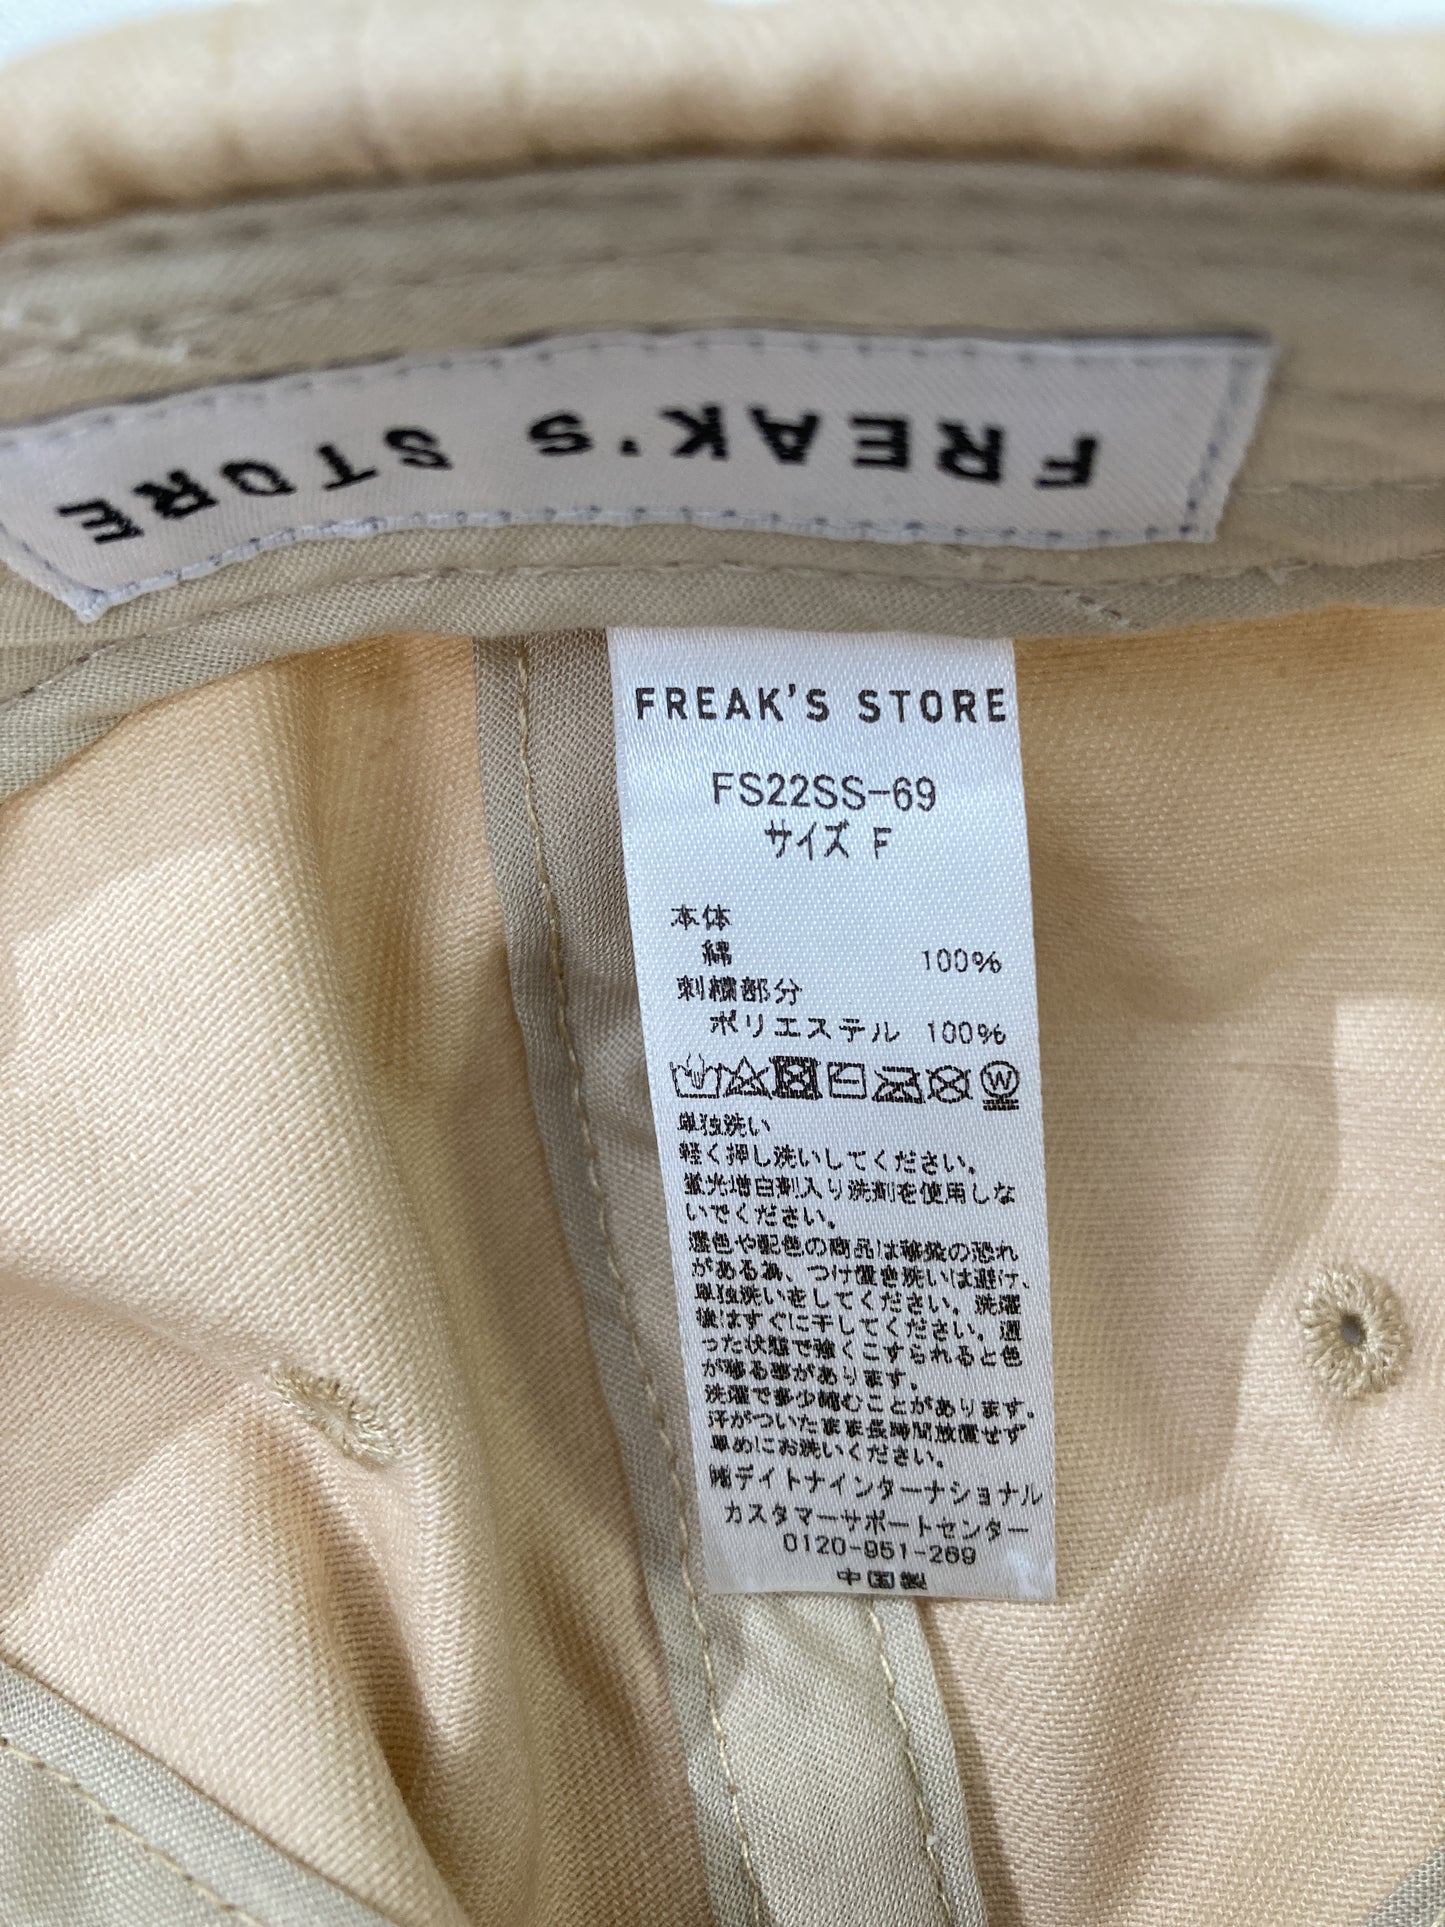 FREAK'S STORE
FREAK'S STORE
FS22SS-69
サイズ F
本体
綿 100%
刺繍部分
ポリエステル 100%
W
単独洗い
軽く押し洗いしてください。
蛍光増白剤入り洗剤を使用しな
いでください。
濃色や配色の商品は移染の恐れ
がある為、つけ置き洗いは避け、
単独洗いをしてください。洗濯
後はすぐに干してください。湿
った状態で強くこすられると色
が移る事があります。
洗濯で多少縮むことがあります。
汗がついたまま長時間放置せず
早めにお洗いください。
㈱デイトナインターナショナル
カスタマーサポートセンター
0120-951-269
中国製